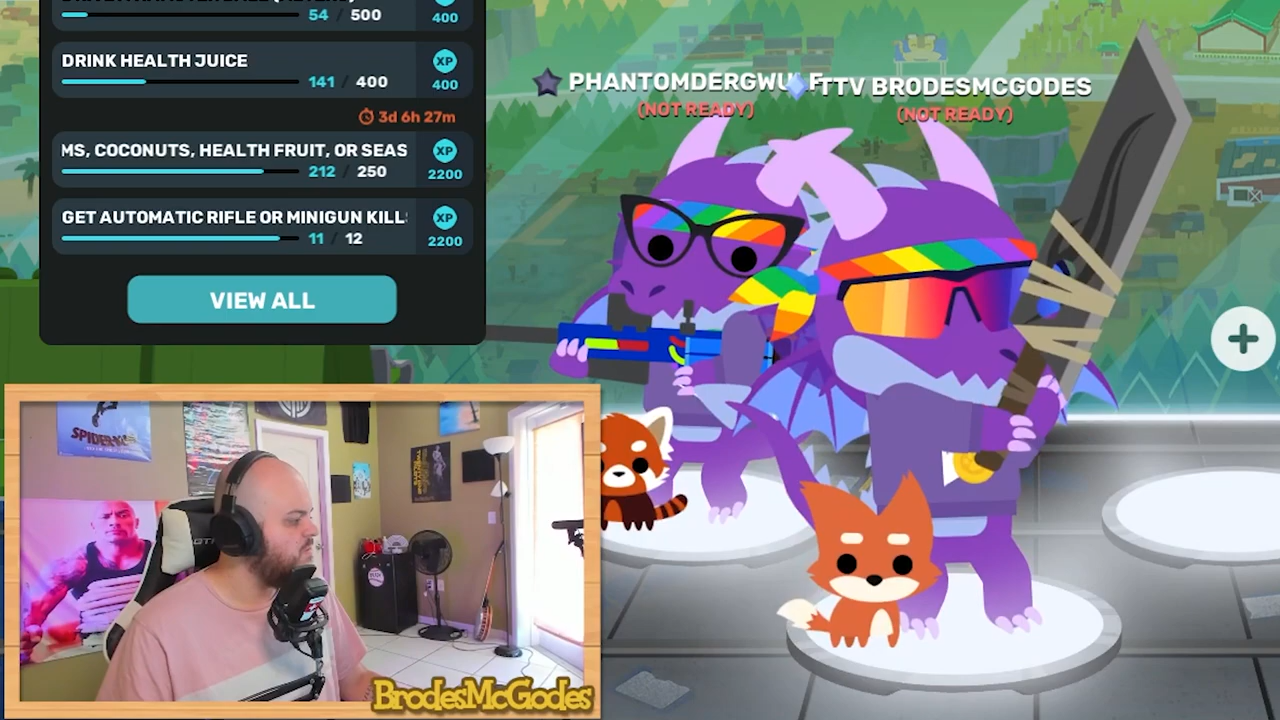 54 / 500
400
DRINK HEALTH JUICE
XP
141 / 400
400
3d 6h 27m
MS, COCONUTS, HEALTH FRUIT, OR SEAS
XP
212 / 250
2200
GET AUTOMATIC RIFLE OR MINIGUN KILL
XP
11 / 12
2200
VIEW ALL
PHANTOMDERGWU
F
(NOT READY)
TTV BRODESMCGODES
(NOT READY)
BrodesMcGodes